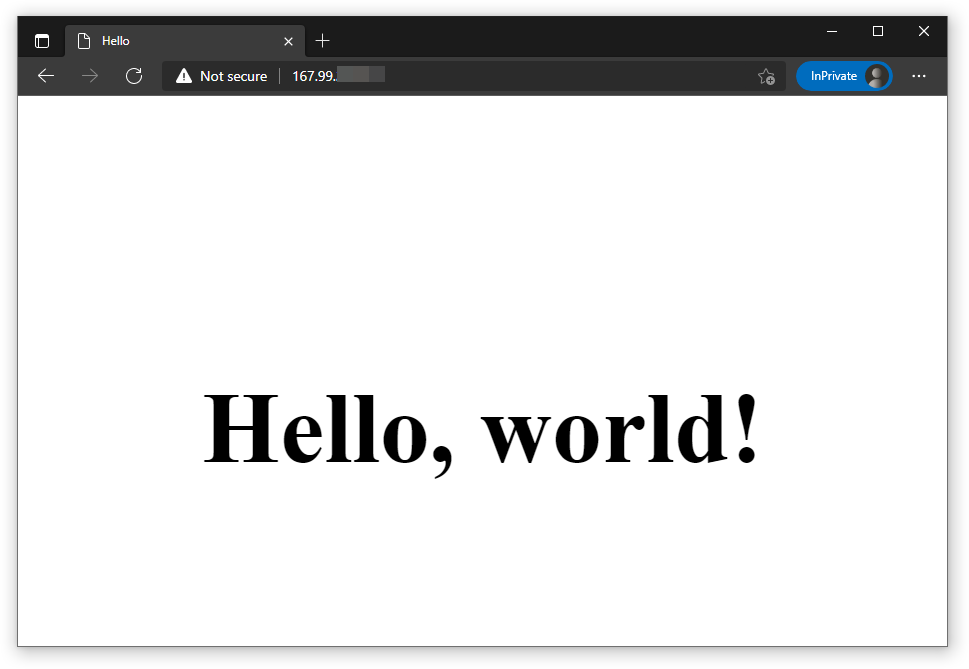 Hello
Not secure
167.99.
InPrivate
Hello, world!